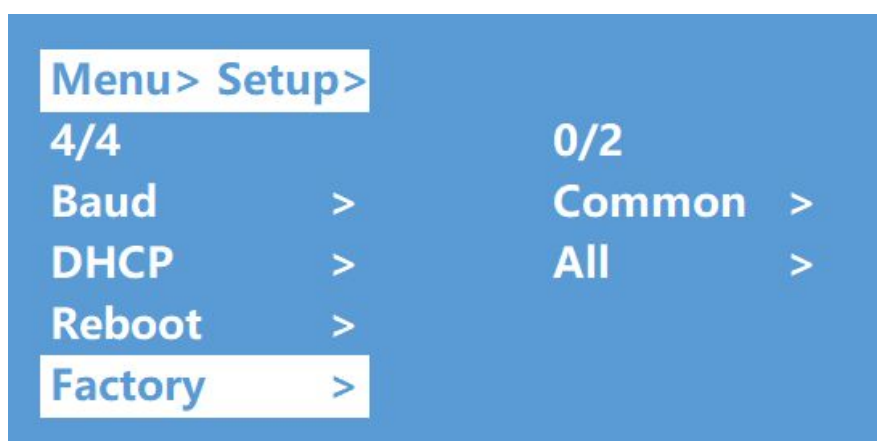 Menu> Setup>
4/4 0/2
Baud > Common >
DHCP > All >
Reboot >
Factory >